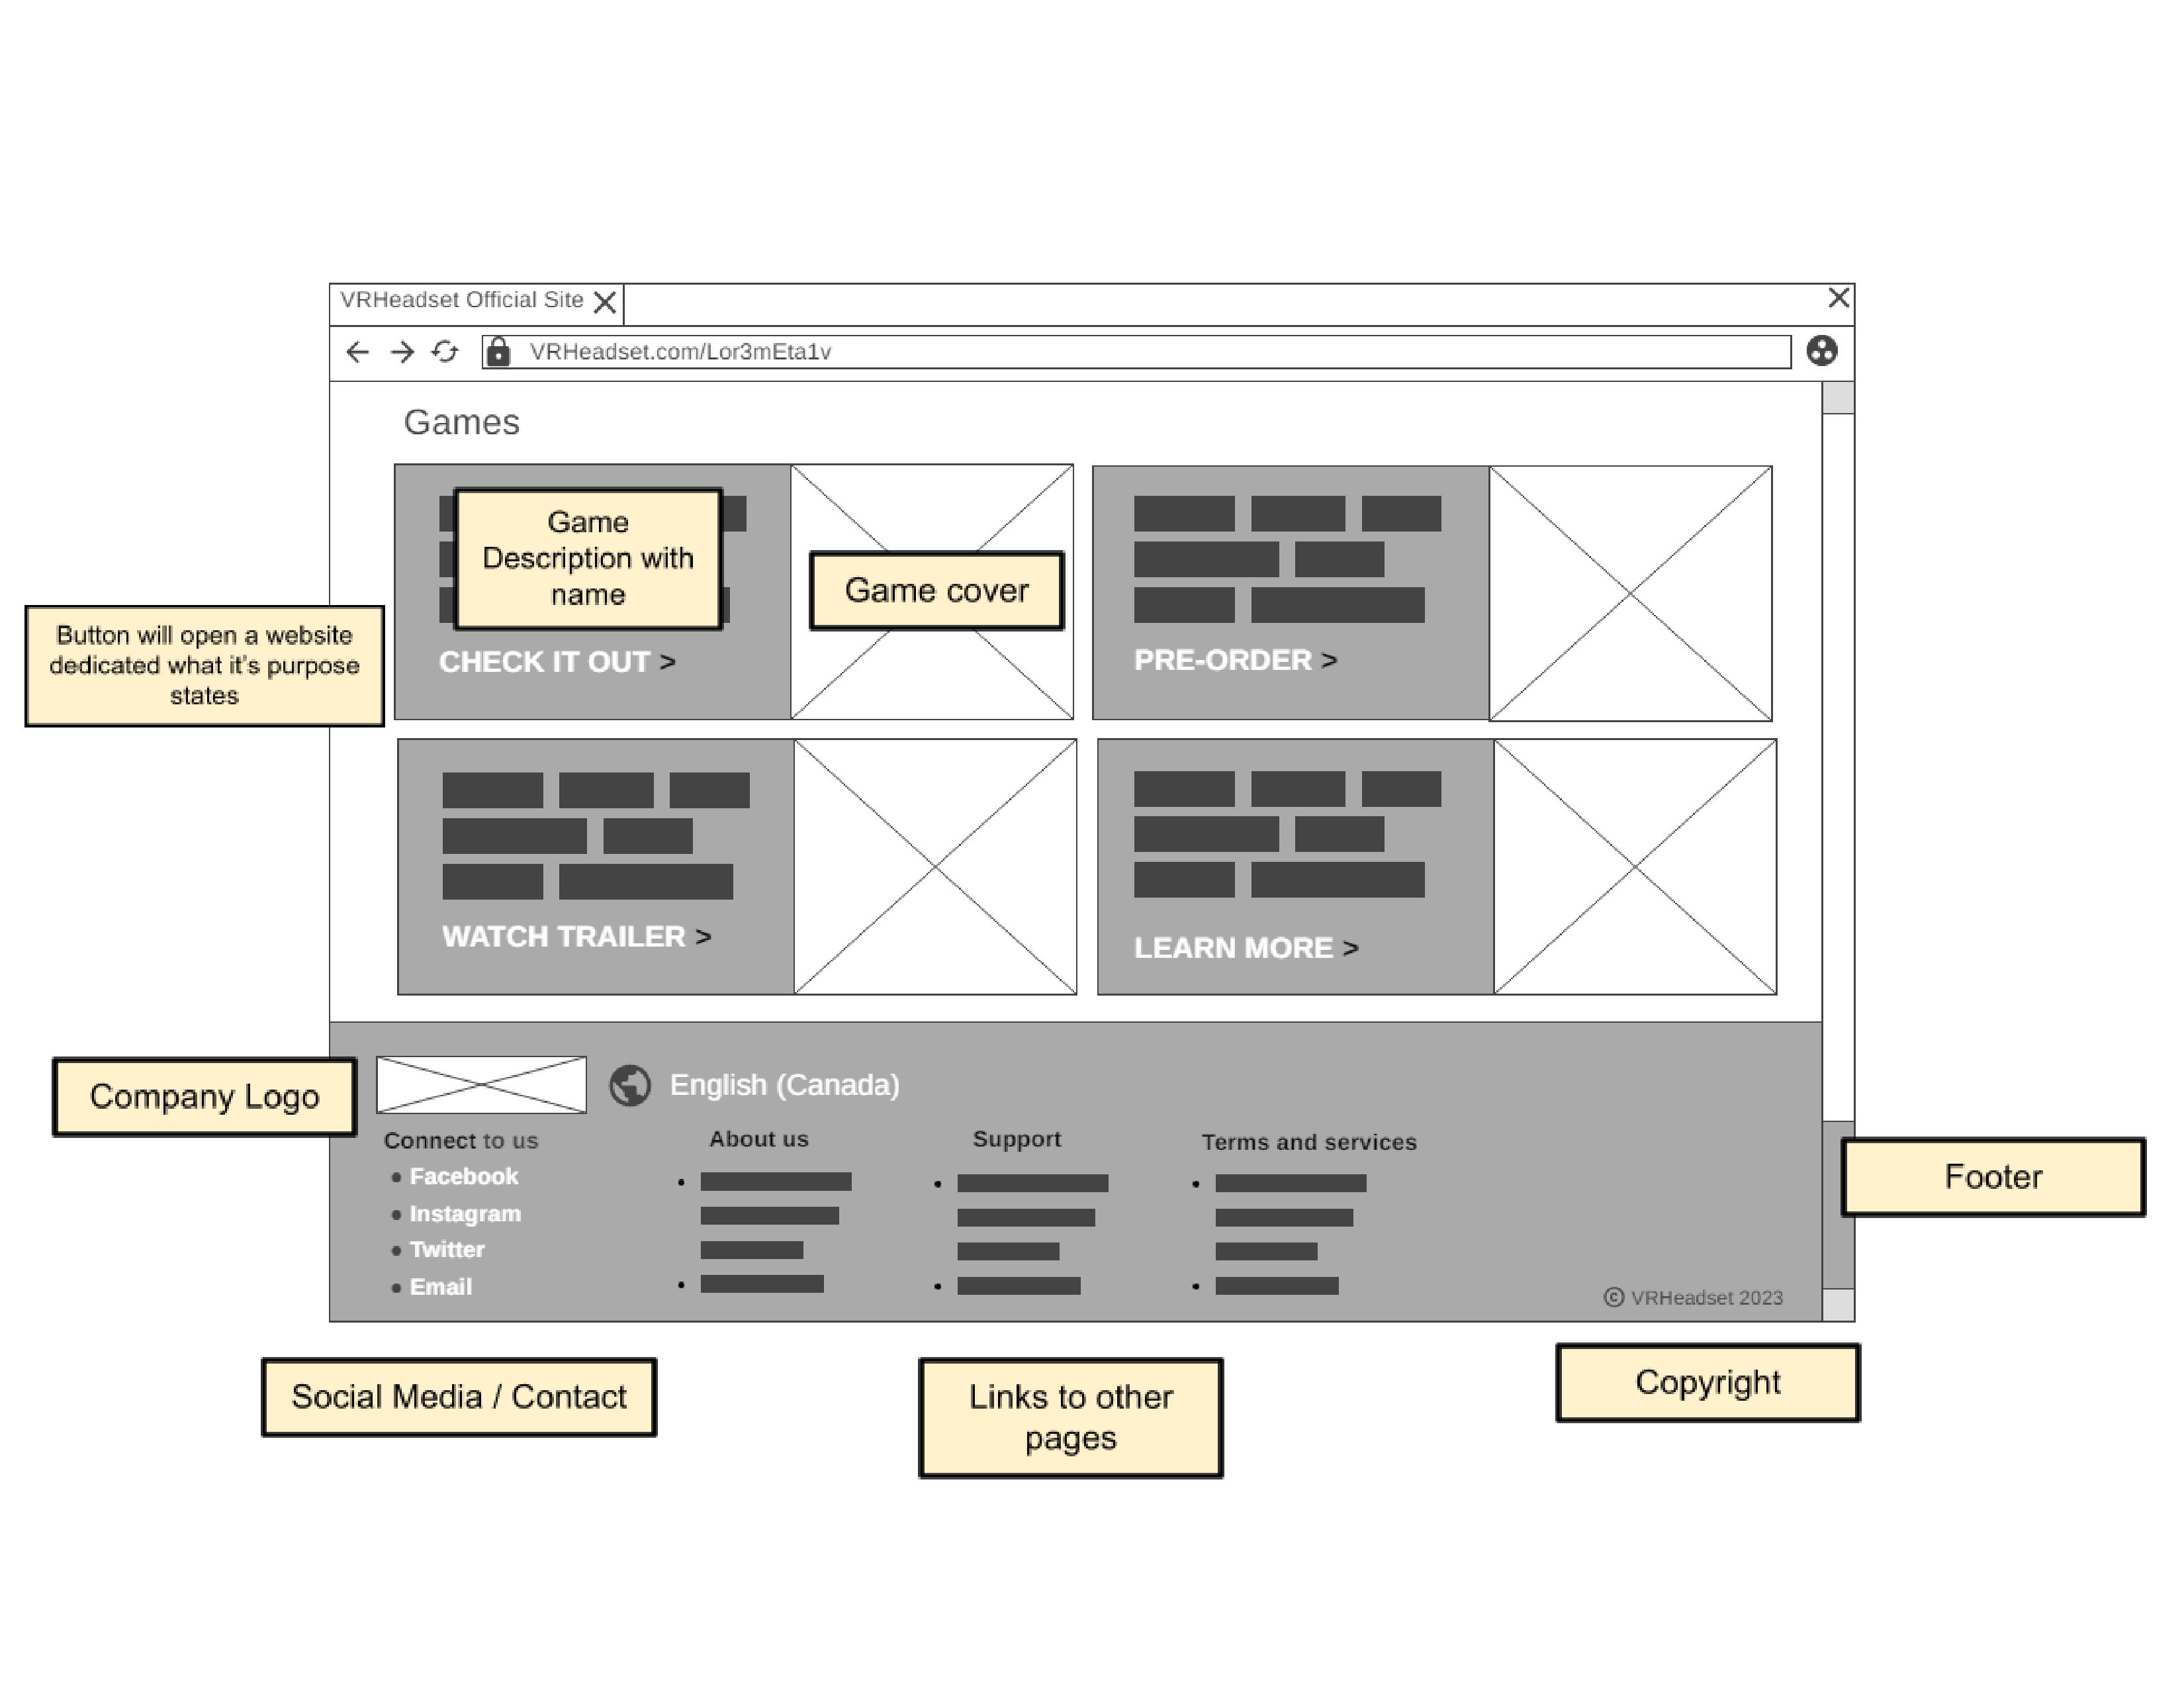 VRHeadset Official Site
VRHeadset.com/Lor3mEta1v
Games
Game
Description with
name
Game cover
CHECK IT OUT >
PRE-ORDER >
Button will open a website
dedicated what it's purpose
states
WATCH TRAILER >
LEARN MORE >
Company Logo
English (Canada)
Connect to us
Facebook
Instagram
Twitter
Email
About us
Support
Terms and services
Footer
© VRHeadset 2023
Social Media / Contact
Links to other
pages
Copyright